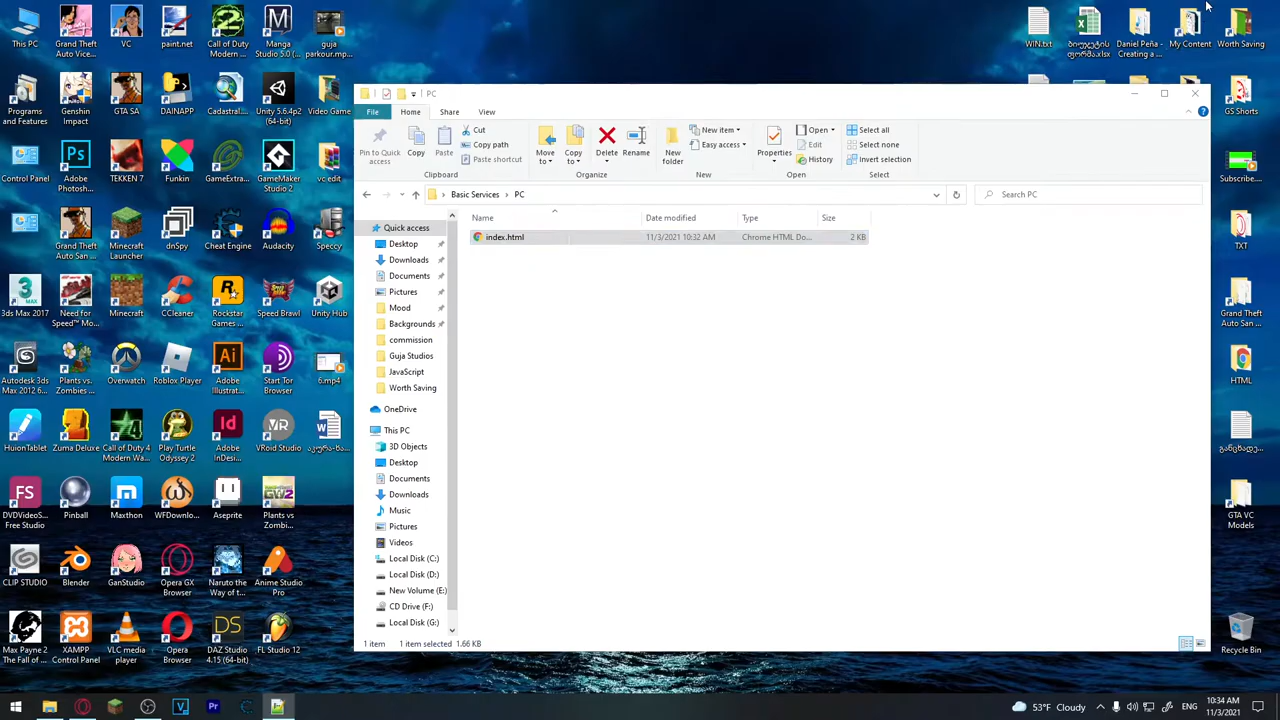 This PC
Grand Theft
Auto Vice...
VC
paint.net
Call of Duty
Modern ...
Manga
Studio 5.0 (...
guja
parkour.mp...
WIN.txt
ბიუჯეტის
ფორმა.xlsx
Daniel Peña -
Creating a ...
My Content
Worth Saving
Programs
and Features
Genshin
Impact
GTA SA
DAINAPP
Cadastral...
Unity 5.6.4p2
(64-bit)
Video Game
GS Shorts
Control Panel
Adobe
Photosh...
TEKKEN 7
Funkin
GameExtra...
GameMaker
Studio 2
vc edit
Subscribe....
Grand Theft
Auto San ...
Minecraft
Launcher
dnSpy
Cheat Engine
Audacity
Speccy
TXT
3ds Max 2017
Need for
Speed™ Mo...
Minecraft
CCleaner
Rockstar
Games ...
Speed Brawl
Unity Hub
Grand Theft
Auto San ...
Autodesk 3ds
Max 2012 6...
Plants vs.
Zombies ...
Overwatch
Roblox Player
Adobe
Illustrat...
Start Tor
Browser
6.mp4
HTML
HuionTablet
Zuma Deluxe
Call of Duty 4
Modern Wa...
Play Turtle
Odyssey 2
Adobe
InDesi...
VRoid Studio
DVDVideoS...
Free Studio
Pinball
Maxthon
WFDownlo...
Aseprite
Plants vs
Zombi...
GTA VC
Models
CLIP STUDIO
Blender
GanStudio
Opera GX
Browser
Naruto the
Way of t...
Anime Studio
Pro
Max Payne 2
The Fall of ...
XAMPP
Control Panel
VLC media
player
Opera
Browser
DAZ Studio
4.15 (64-bit)
FL Studio 12
Recycle Bin
PC
File
Home
Share
View
Pin to Quick
access
Copy
Paste
Cut
Copy path
Paste shortcut
Move
to
Copy
to
Delete
Rename
New
folder
New item
Easy access
Properties
Open
Edit
History
Select all
Select none
Invert selection
Clipboard
Organize
New
Open
Select
Basic Services
PC
Search PC
Name
Date modified
Type
Size
index.html
11/3/2021 10:32 AM
Chrome HTML Do...
2 KB
Quick access
Desktop
Downloads
Documents
Pictures
Mood
Backgrounds
commission
Guja Studios
JavaScript
Worth Saving
OneDrive
This PC
3D Objects
Desktop
Documents
Downloads
Music
Pictures
Videos
Local Disk (C:)
Local Disk (D:)
New Volume (E:)
CD Drive (F:)
Local Disk (G:)
1 item
1 item selected
1.66 KB
53°F Cloudy
ENG
10:34 AM
11/3/2021